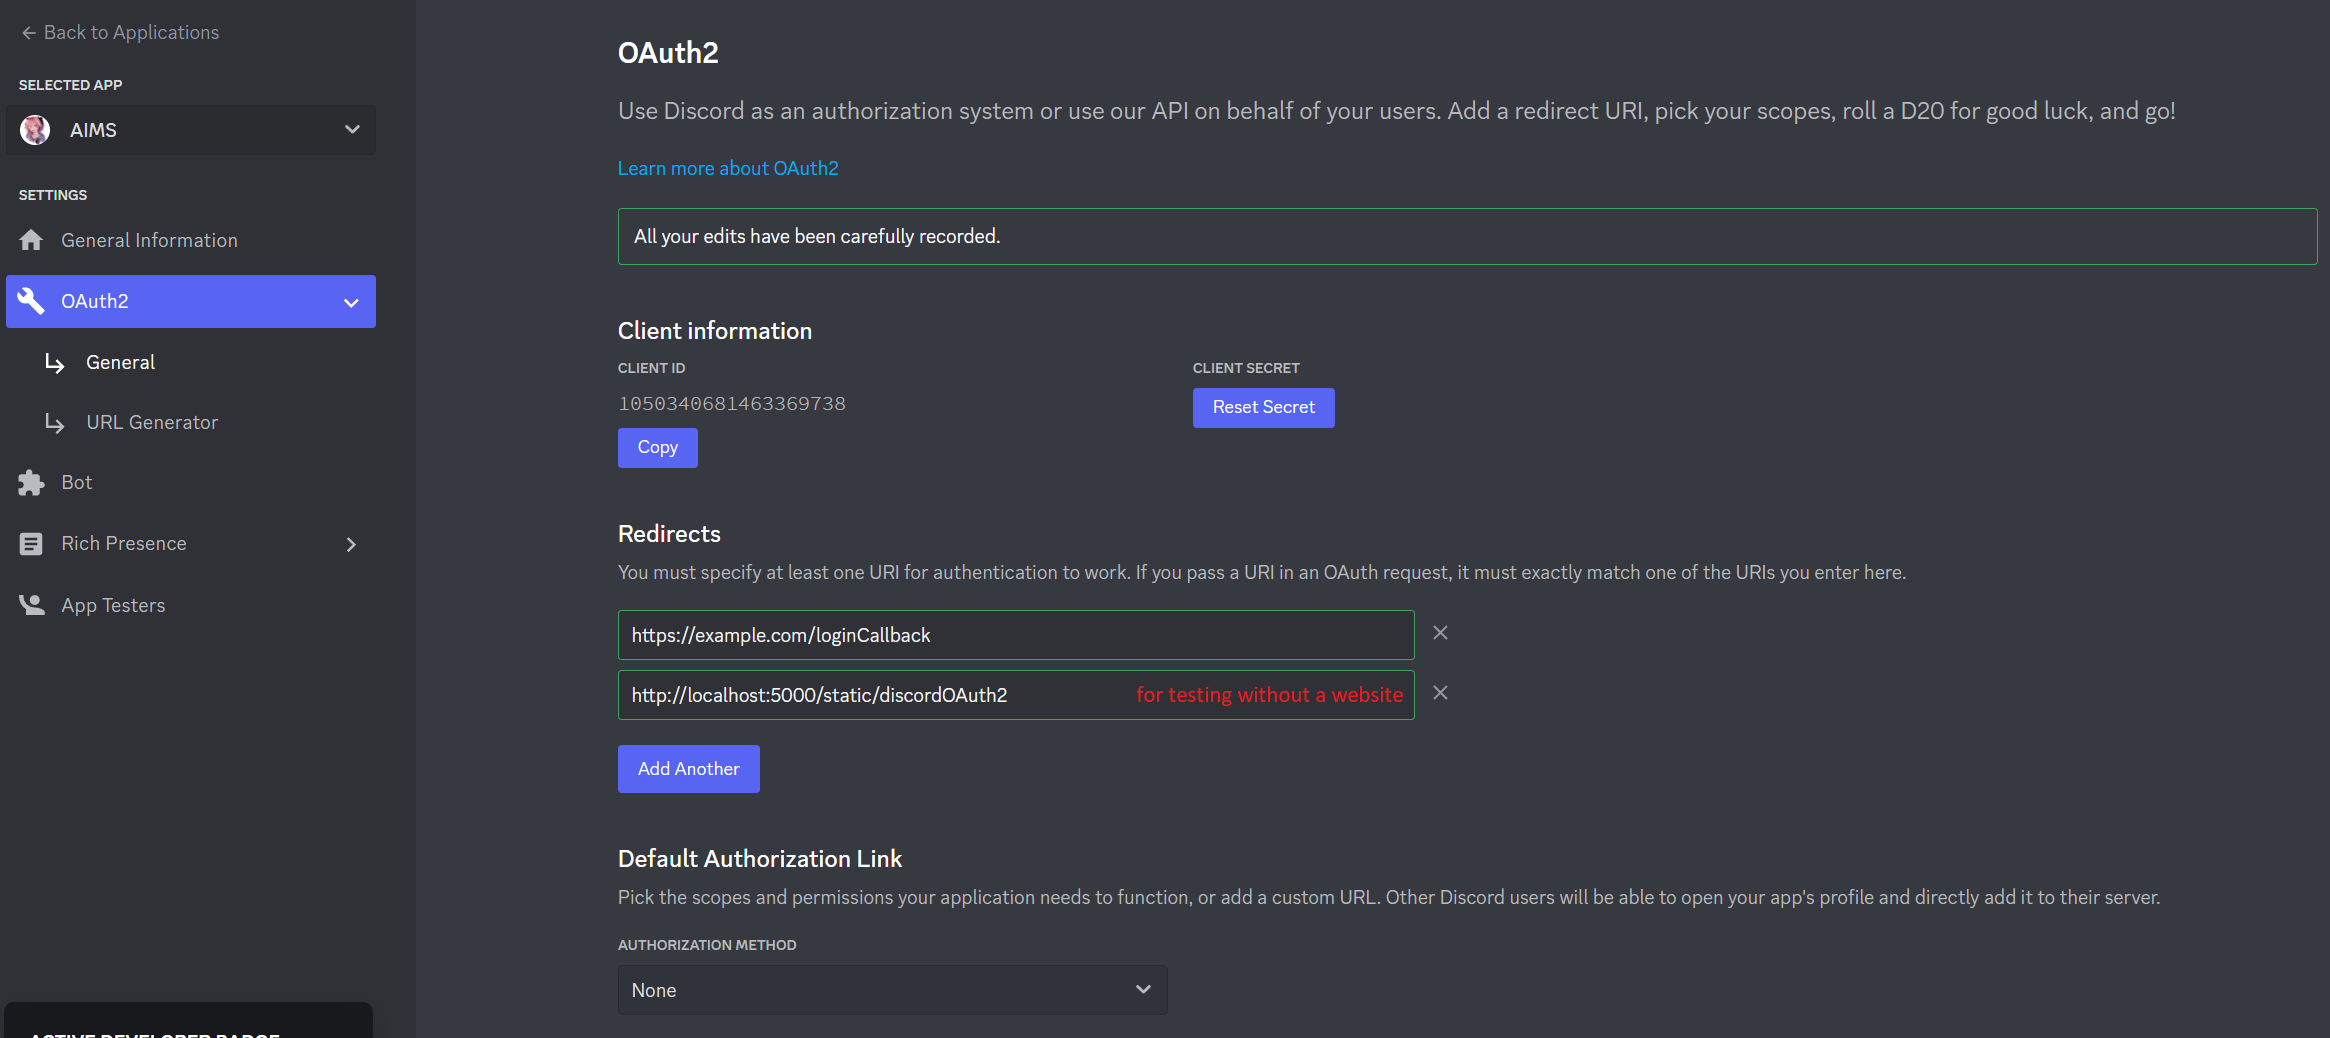 Back to Applications
SELECTED APP
AIMS
SETTINGS
General Information
OAuth2
General
URL Generator
Bot
Rich Presence
App Testers
ACTIVE DEVELOPER BADGE
OAuth2
Use Discord as an authorization system or use our API on behalf of your users. Add a redirect URI, pick your scopes, roll a D20 for good luck, and go!
Learn more about OAuth2
All your edits have been carefully recorded.
Client information
CLIENT ID
1050340681463369738
Copy
CLIENT SECRET
Reset Secret
Redirects
You must specify at least one URI for authentication to work. If you pass a URI in an OAuth request, it must exactly match one of the URIs you enter here.
https://example.com/loginCallback
http://localhost:5000/static/discordOAuth2 for testing without a website
Add Another
Default Authorization Link
Pick the scopes and permissions your application needs to function, or add a custom URL. Other Discord users will be able to open your app's profile and directly add it to their server.
AUTHORIZATION METHOD
None